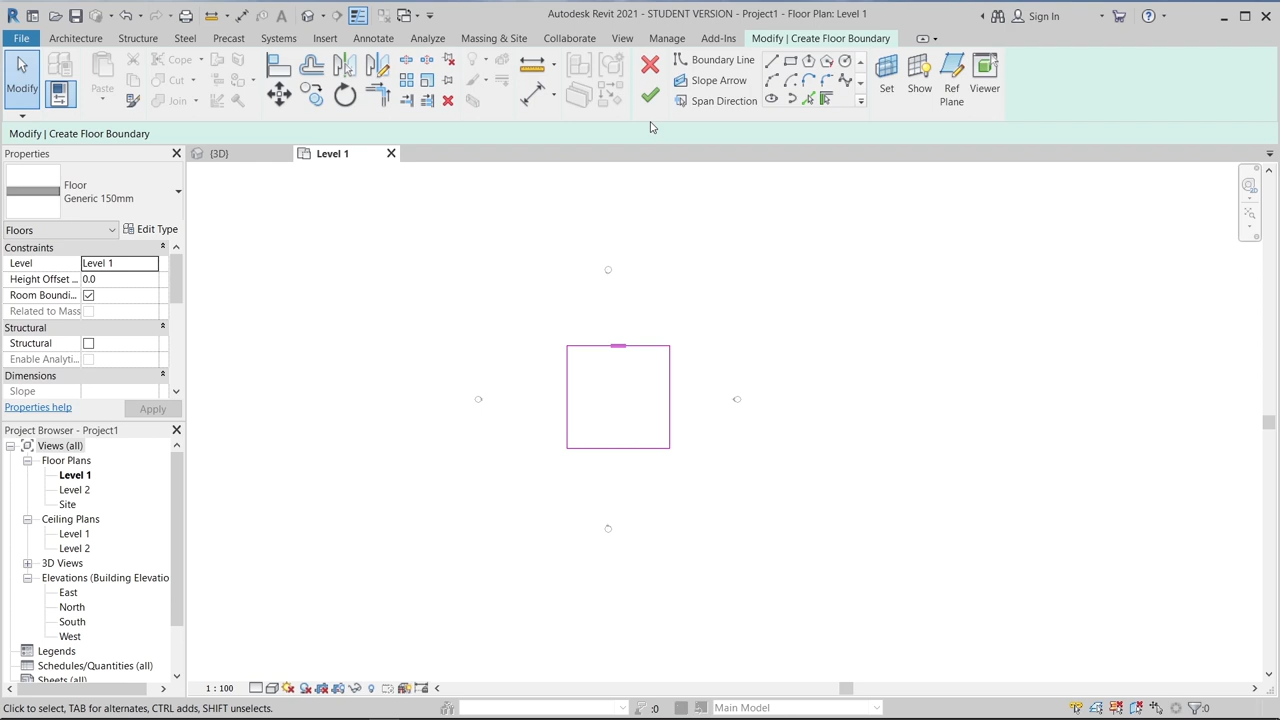 Autodesk Revit 2021 - STUDENT VERSION - Project1 - Floor Plan: Level 1
Sign In
File Architecture Structure Steel Precast Systems Insert Annotate Analyze Massing & Site Collaborate View Manage Add-Ins Modify | Create Floor Boundary
Modify
Paste
Cope
Cut
Join
Boundary Line
Slope Arrow
Span Direction
Set
Show
Ref
Plane
Viewer
Modify | Create Floor Boundary
Properties
{3D}
Level 1
Floor
Generic 150mm
Floors
Edit Type
Constraints
Level Level 1
Height Offset ... 0.0
Room Boundi...
Related to Mass
Structural
Structural
Enable Analyti...
Dimensions
Slope
Properties help
Apply
Project Browser - Project1
Views (all)
Floor Plans
Level 1
Level 2
Site
Ceiling Plans
Level 1
Level 2
3D Views
Elevations (Building Elevatio
East
North
South
West
Legends
Schedules/Quantities (all)
Sheets (all)
1 : 100
Click to select, TAB for alternates, CTRL adds, SHIFT unselects.
:0
Main Model
:0